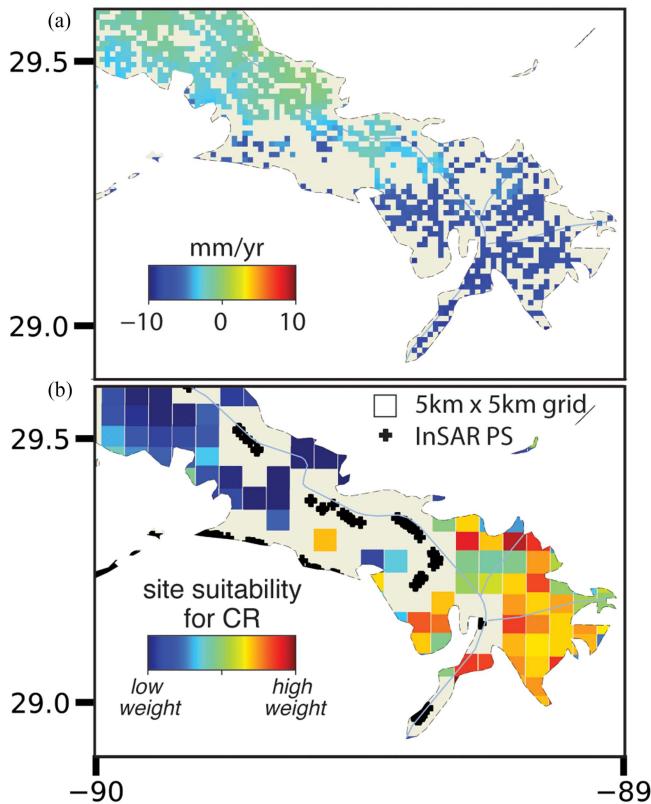 (a)
29.5
mm/yr
−10 0 10
29.0
(b)
5km x 5km grid
InSAR PS
29.5
site suitability
for CR
low high
weight weight
29.0
−90 −89